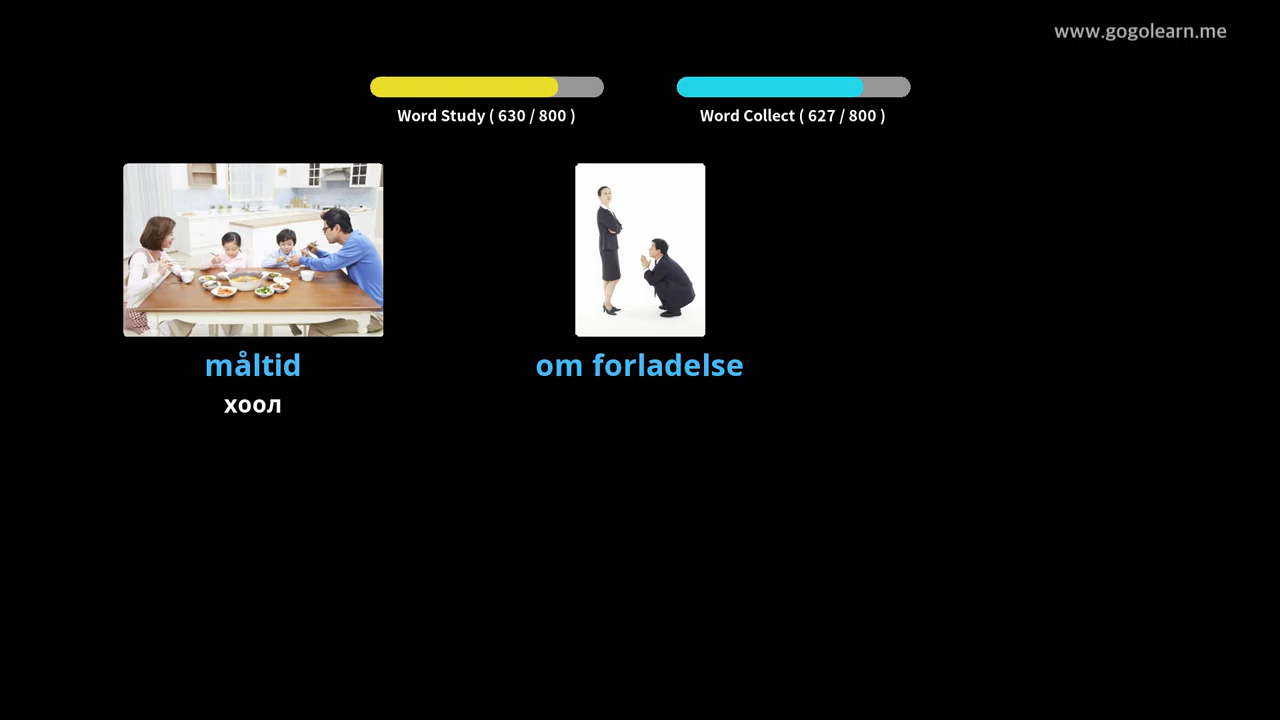 www.gogolearn.me
Word Study ( 630 / 800 )
Word Collect ( 627 / 800 )
måltid
om forladelse
хоол